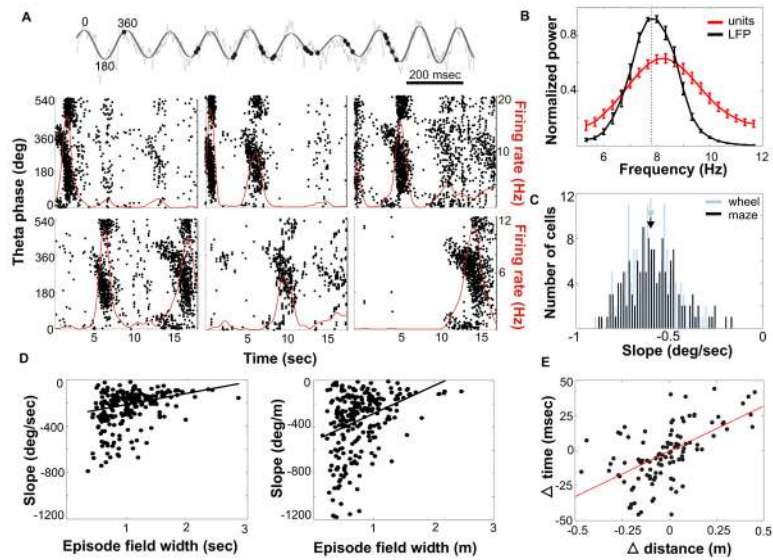 A
0
360
180
200 msec
540
360
180
0
Theta phase (deg)
20
10
0
Firing rate (Hz)
540
360
180
0
12
6
0
Firing rate (Hz)
5 10 15
5 10 15
5 10 15
Time (sec)
B
Normalized power
0.8
0.4
units
LFP
6 8 10 12
Frequency (Hz)
C
Number of cells
12
8
4
wheel
maze
-1 0
Slope (deg/sec)
D
Slope (deg/sec)
0
-400
-800
-1200
1 2 3
Episode field width (sec)
Slope (deg/m)
0
-400
-800
-1200
1 2 3
Episode field width (m)
E
Δ time (msec)
50
25
0
-25
-50
-0.5 -0.25 0 0.25 0.5
Δ distance (m)